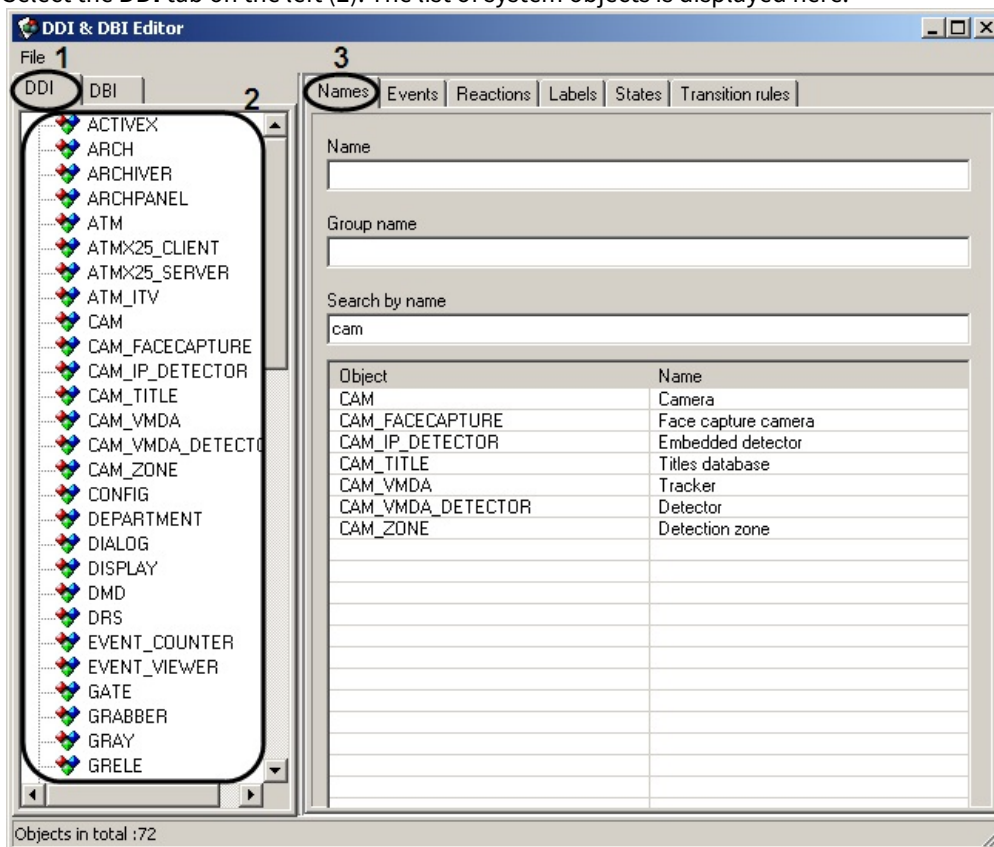 Select the DDI tab on the left (2). The list of system objects is displayed here.
DDI & DBI Editor
File 1 3
DDI DBI 2
Names Events Reactions Labels States Transition rules
ACTIVEX
ARCH
ARCHIVER
ARCHPANEL
ATM
ATMX25_CLIENT
ATMX25_SERVER
ATM_ITV
CAM
CAM_FACECAPTURE
CAM_IP_DETECTOR
CAM_TITLE
CAM_VMDA
CAM_VMDA_DETECTO
CAM_ZONE
CONFIG
DEPARTMENT
DIALOG
DISPLAY
DMD
DRS
EVENT_COUNTER
EVENT_VIEWER
GATE
GRABBER
GRAY
GRELE
Name
Group name
Search by name
cam
Object Name
CAM Camera
CAM_FACECAPTURE Face capture camera
CAM_IP_DETECTOR Embedded detector
CAM_TITLE Titles database
CAM_VMDA Tracker
CAM_VMDA_DETECTOR Detector
CAM_ZONE Detection zone
Objects in total :72